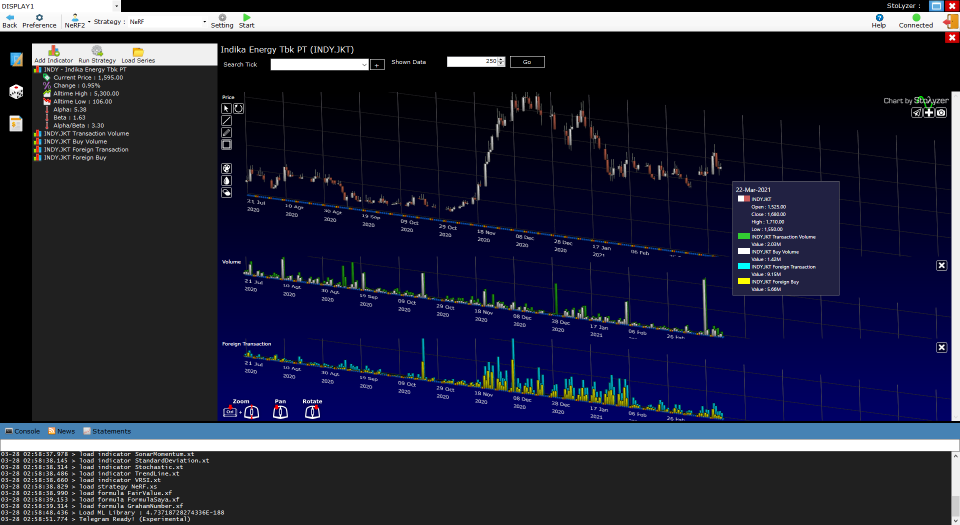 DISPLAY1
StoLyzer :
Back
Preference
NeRF2
Strategy :
NeRF
Setting
Start
Help
Connected
Add Indicator
Run Strategy
Load Series
INDY - Indika Energy Tbk PT
Current Price : 1,595.00
Change : 0.95%
Alltime High : 5,300.00
Alltime Low : 106.00
Alpha: 5.38
Beta : 1.63
Alpha/Beta : 3.30
INDY.JKT Transaction Volume
INDY.JKT Buy Volume
INDY.JKT Foreign Transaction
INDY.JKT Foreign Buy
Indika Energy Tbk PT (INDY.JKT)
Search Tick
+
Shown Data
250
Go
Price
Chart by StoLyzer
21 Jul 2020
10 Agt 2020
30 Agt 2020
19 Sep 2020
09 Oct 2020
29 Oct 2020
18 Nov 2020
08 Dec 2020
28 Dec 2020
17 Jan 2021
06 Feb
22-Mar-2021
INDY.JKT
Open : 1,525.00
Close : 1,680.00
High : 1,710.00
Low : 1,550.00
INDY.JKT Transaction Volume
Value : 2.03M
INDY.JKT Buy Volume
Value : 1.42M
INDY.JKT Foreign Transaction
Value : 9.15M
INDY.JKT Foreign Buy
Value : 5.66M
Volume
21 Jul 2020
10 Agt 2020
30 Agt 2020
19 Sep 2020
09 Oct 2020
29 Oct 2020
18 Nov 2020
08 Dec 2020
28 Dec 2020
17 Jan 2021
06 Feb
26 Feb
Foreign Transaction
21 Jul 2020
10 Agt 2020
30 Agt 2020
19 Sep 2020
09 Oct 2020
29 Oct 2020
18 Nov 2020
08 Dec 2020
28 Dec 2020
17 Jan 2021
06 Feb 2021
26 Feb 2021
Zoom
Pan
Rotate
Ctrl +
Console
News
Statements
03-28 02:58:37.978 > load indicator SonarMomentum.xt
03-28 02:58:38.145 > load indicator StandardDeviation.xt
03-28 02:58:38.314 > load indicator Stochastic.xt
03-28 02:58:38.486 > load indicator TrendLine.xt
03-28 02:58:38.660 > load indicator VRSI.xt
03-28 02:58:38.829 > load strategy NeRF.xs
03-28 02:58:38.990 > load formula FairValue.xf
03-28 02:58:39.153 > load formula FormulaSaya.xf
03-28 02:58:39.314 > load formula GrahamNumber.xf
03-28 02:58:48.436 > Load ML Library : 4.73718728274336E-188
03-28 02:58:51.774 > Telegram Ready! (Experimental)